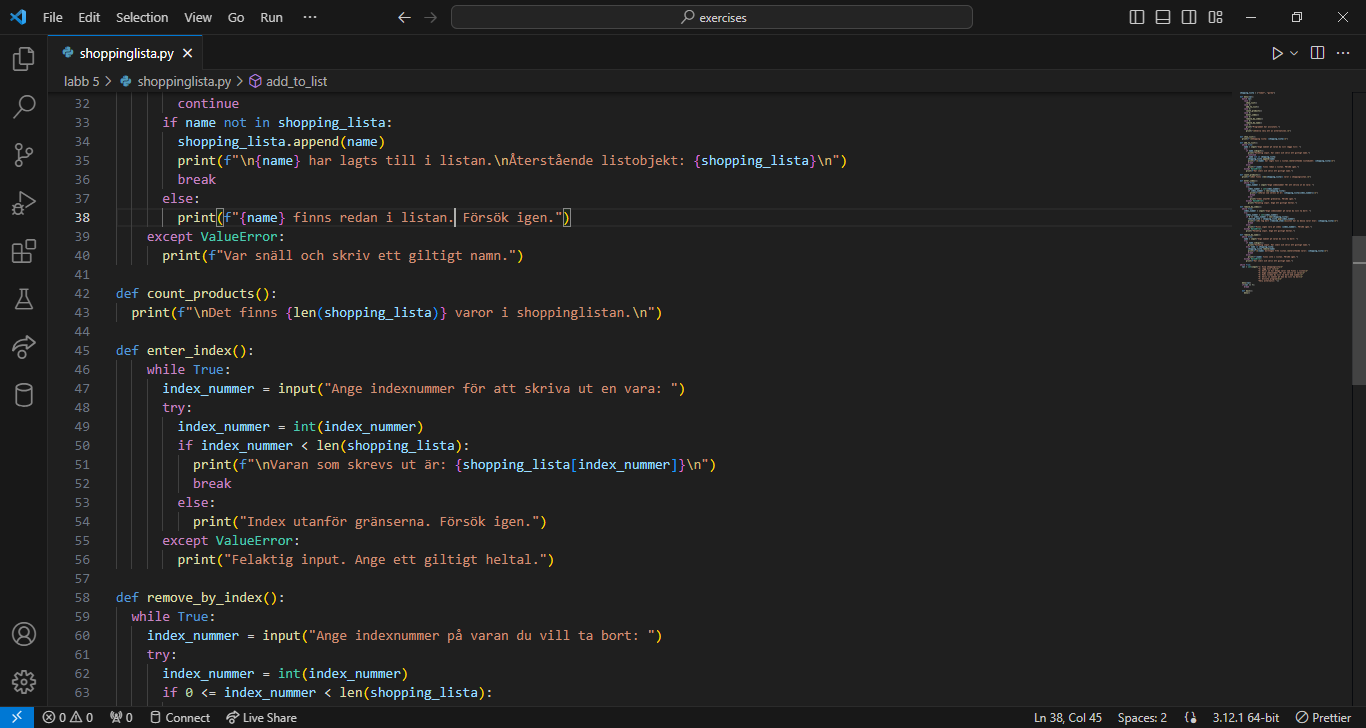 File Edit Selection View Go Run ··· exercises
shoppinglista.py
labb 5 > shoppinglista.py > add_to_list
32 continue
33 if name not in shopping_lista:
34 shopping_lista.append(name)
35 print(f"\n{name} har lagts till i listan.\nÅterstående listobjekt: {shopping_lista}\n")
36 break
37 else:
38 print(f"{name} finns redan i listan. Försök igen.")
39 except ValueError:
40 print(f"Var snäll och skriv ett giltigt namn.")
41
42 def count_products():
43 print(f"\nDet finns {len(shopping_lista)} varor i shoppinglistan.\n")
44
45 def enter_index():
46 while True:
47 index_nummer = input("Ange indexnummer för att skriva ut en vara: ")
48 try:
49 index_nummer = int(index_nummer)
50 if index_nummer < len(shopping_lista):
51 print(f"\nVaran som skrevs ut är: {shopping_lista[index_nummer]}\n")
52 break
53 else:
54 print("Index utanför gränserna. Försök igen.")
55 except ValueError:
56 print("Felaktig input. Ange ett giltigt heltal.")
57
58 def remove_by_index():
59 while True:
60 index_nummer = input("Ange indexnummer på varan du vill ta bort: ")
61 try:
62 index_nummer = int(index_nummer)
63 if 0 <= index_nummer < len(shopping_lista):
0 0 0 Connect Live Share Ln 38, Col 45 Spaces: 2 3.12.1 64-bit Prettier